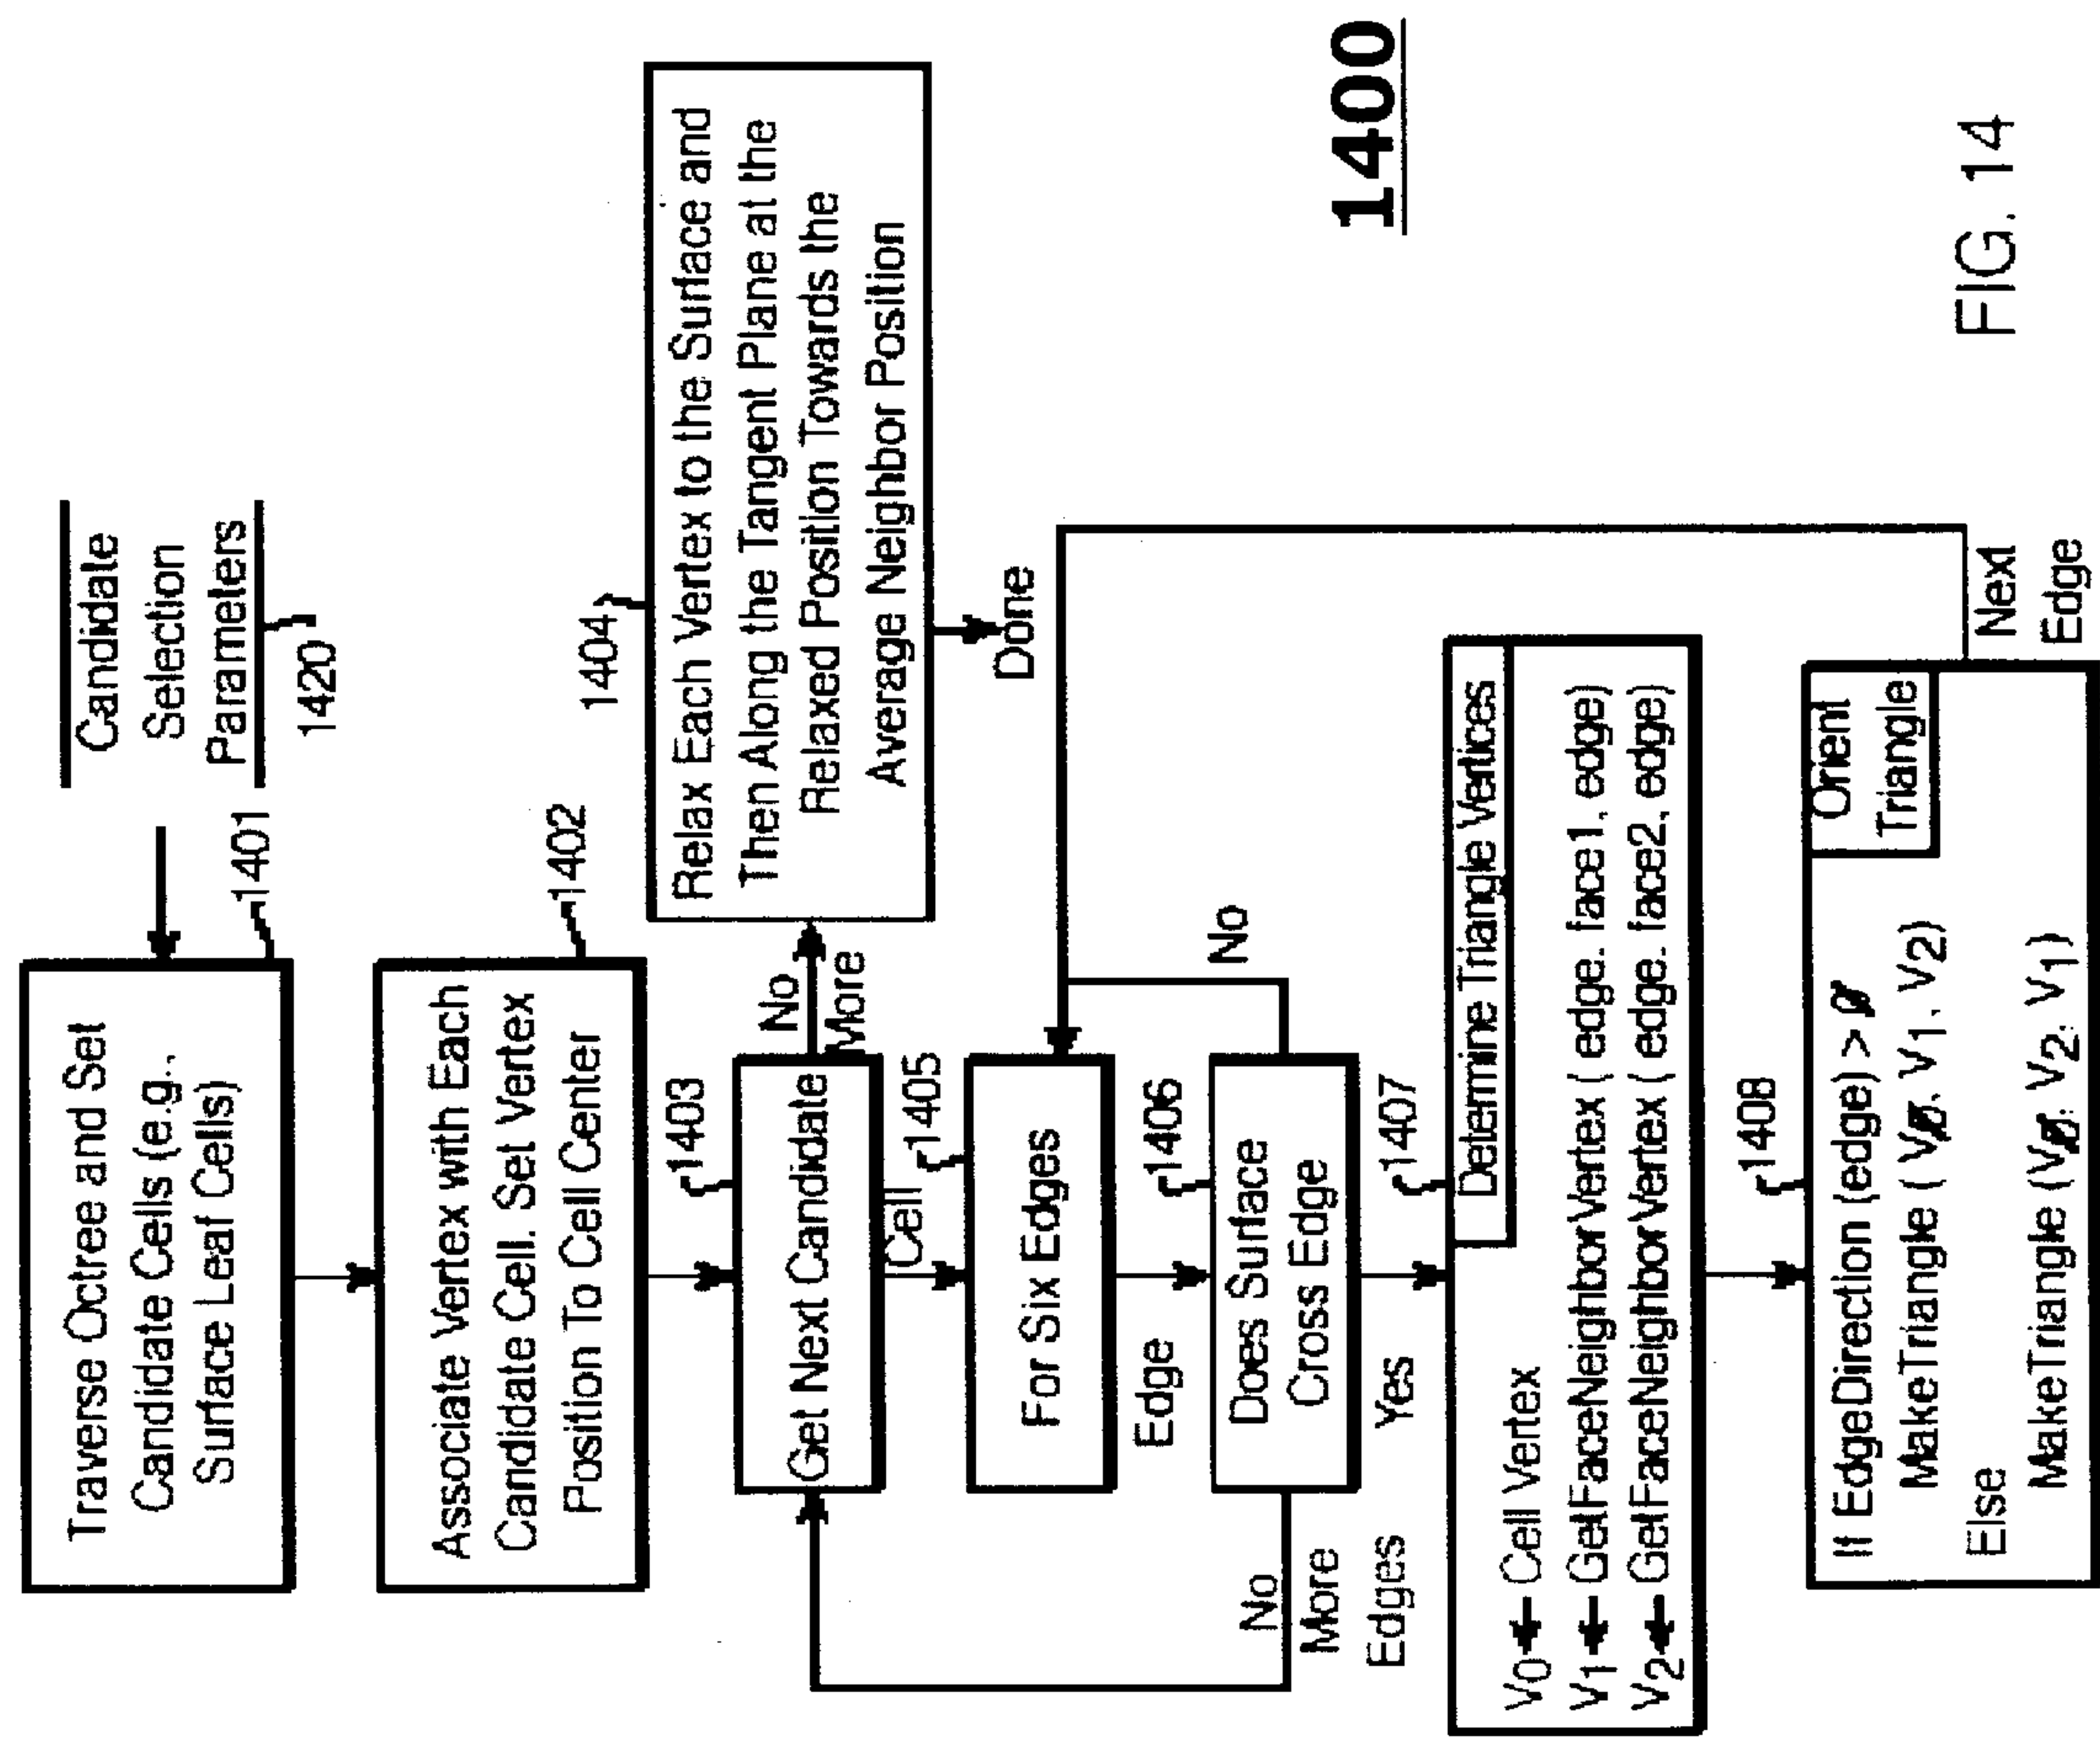 Candidate
Selection
Parameters
1420
Traverse Octree and Set
Candidate Cells (e.g.,
Surface Leaf Cells)
1401
Associate Vertex with Each
Candidate Cell. Set Vertex
Position To Cell Center
1402
1403
Get Next Candidate
No
More
1404
Relax Each Vertex to the Surface and
Then Along the Tangent Plane at the
Relaxed Position Towards the
Average Neighbor Position
Done
Cell
1405
For Six Edges
Edge
1406
Does Surface
Cross Edge
No
No
More
Edges
Yes
1407
Determine Triangle Vertices
V0 ← Cell Vertex
V1 ← GetFaceNeighborVertex ( edge. face1, edge)
V2 ← GetFaceNeighborVertex ( edge. face2, edge)
1408
Orient
Triangle
If EdgeDirection (edge) > 0
MakeTriangle ( V0, V1, V2)
Else
MakeTriangle (V0, V2, V1)
Next
Edge
1400
FIG. 14